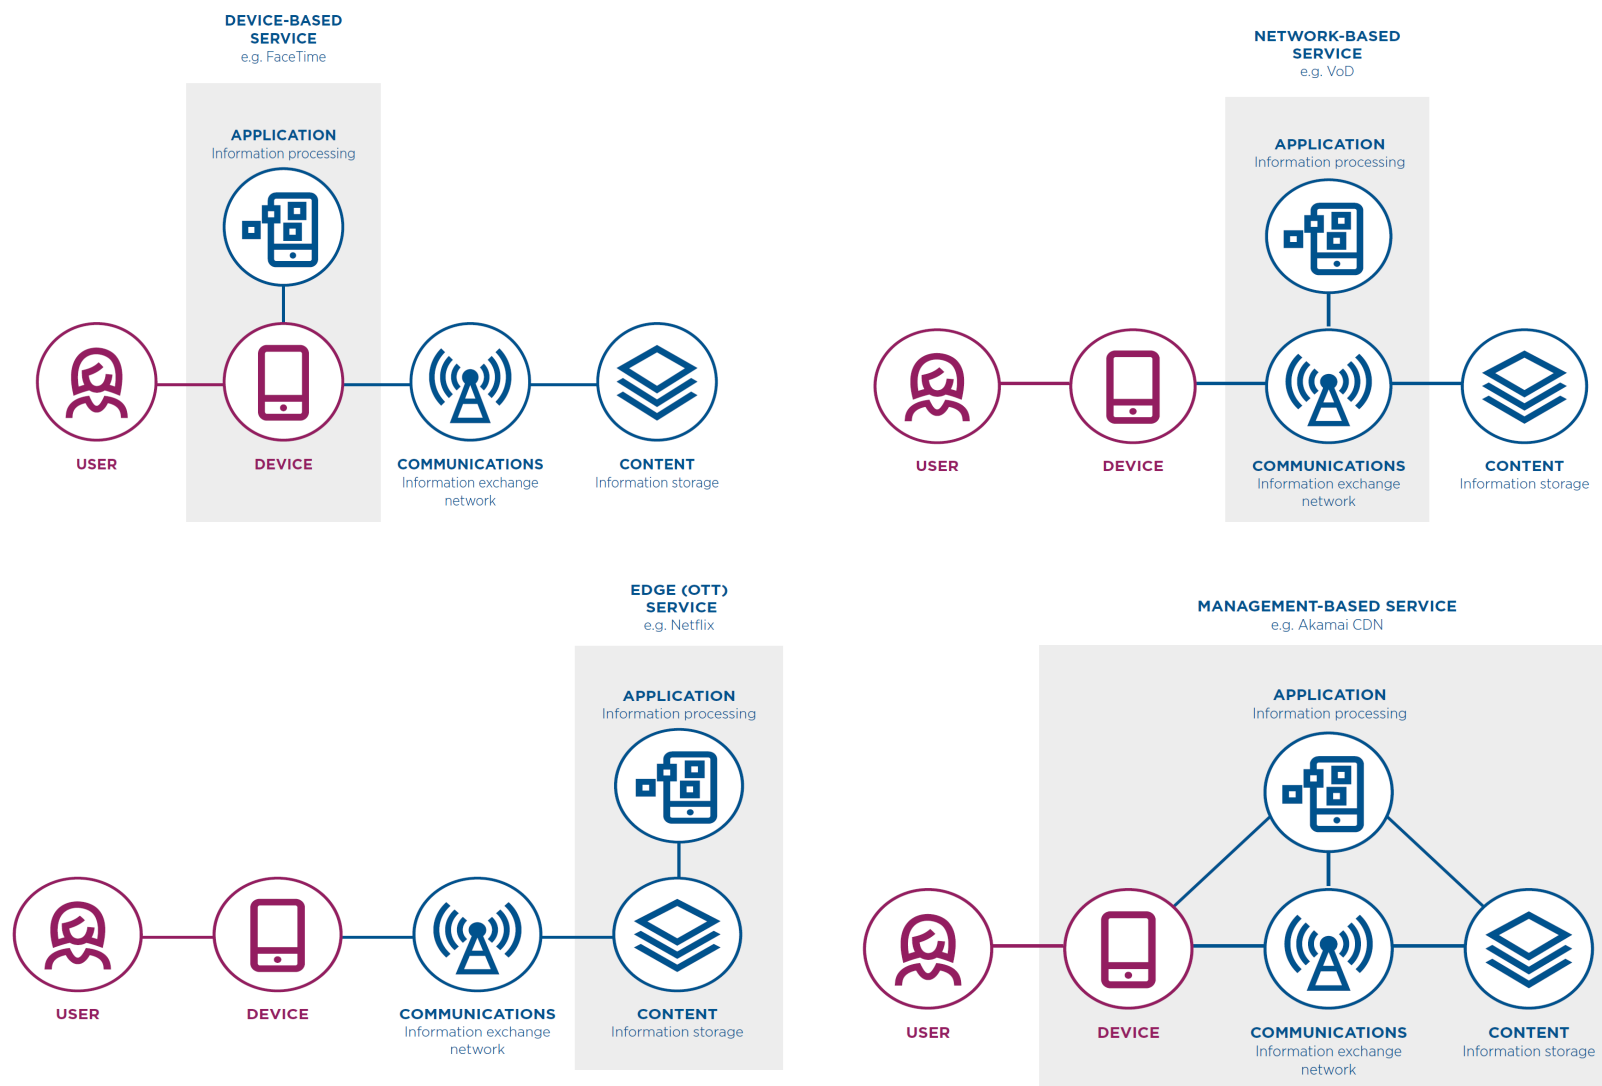 DEVICE-BASED
SERVICE
e.g. FaceTime
APPLICATION
Information processing
USER
DEVICE
COMMUNICATIONS
Information exchange
network
CONTENT
Information storage
NETWORK-BASED
SERVICE
e.g. VoD
APPLICATION
Information processing
USER
DEVICE
COMMUNICATIONS
Information exchange
network
CONTENT
Information storage
EDGE (OTT)
SERVICE
e.g. Netflix
APPLICATION
Information processing
USER
DEVICE
COMMUNICATIONS
Information exchange
network
CONTENT
Information storage
MANAGEMENT-BASED SERVICE
e.g. Akamai CDN
APPLICATION
Information processing
USER
DEVICE
COMMUNICATIONS
Information exchange
network
CONTENT
Information storage